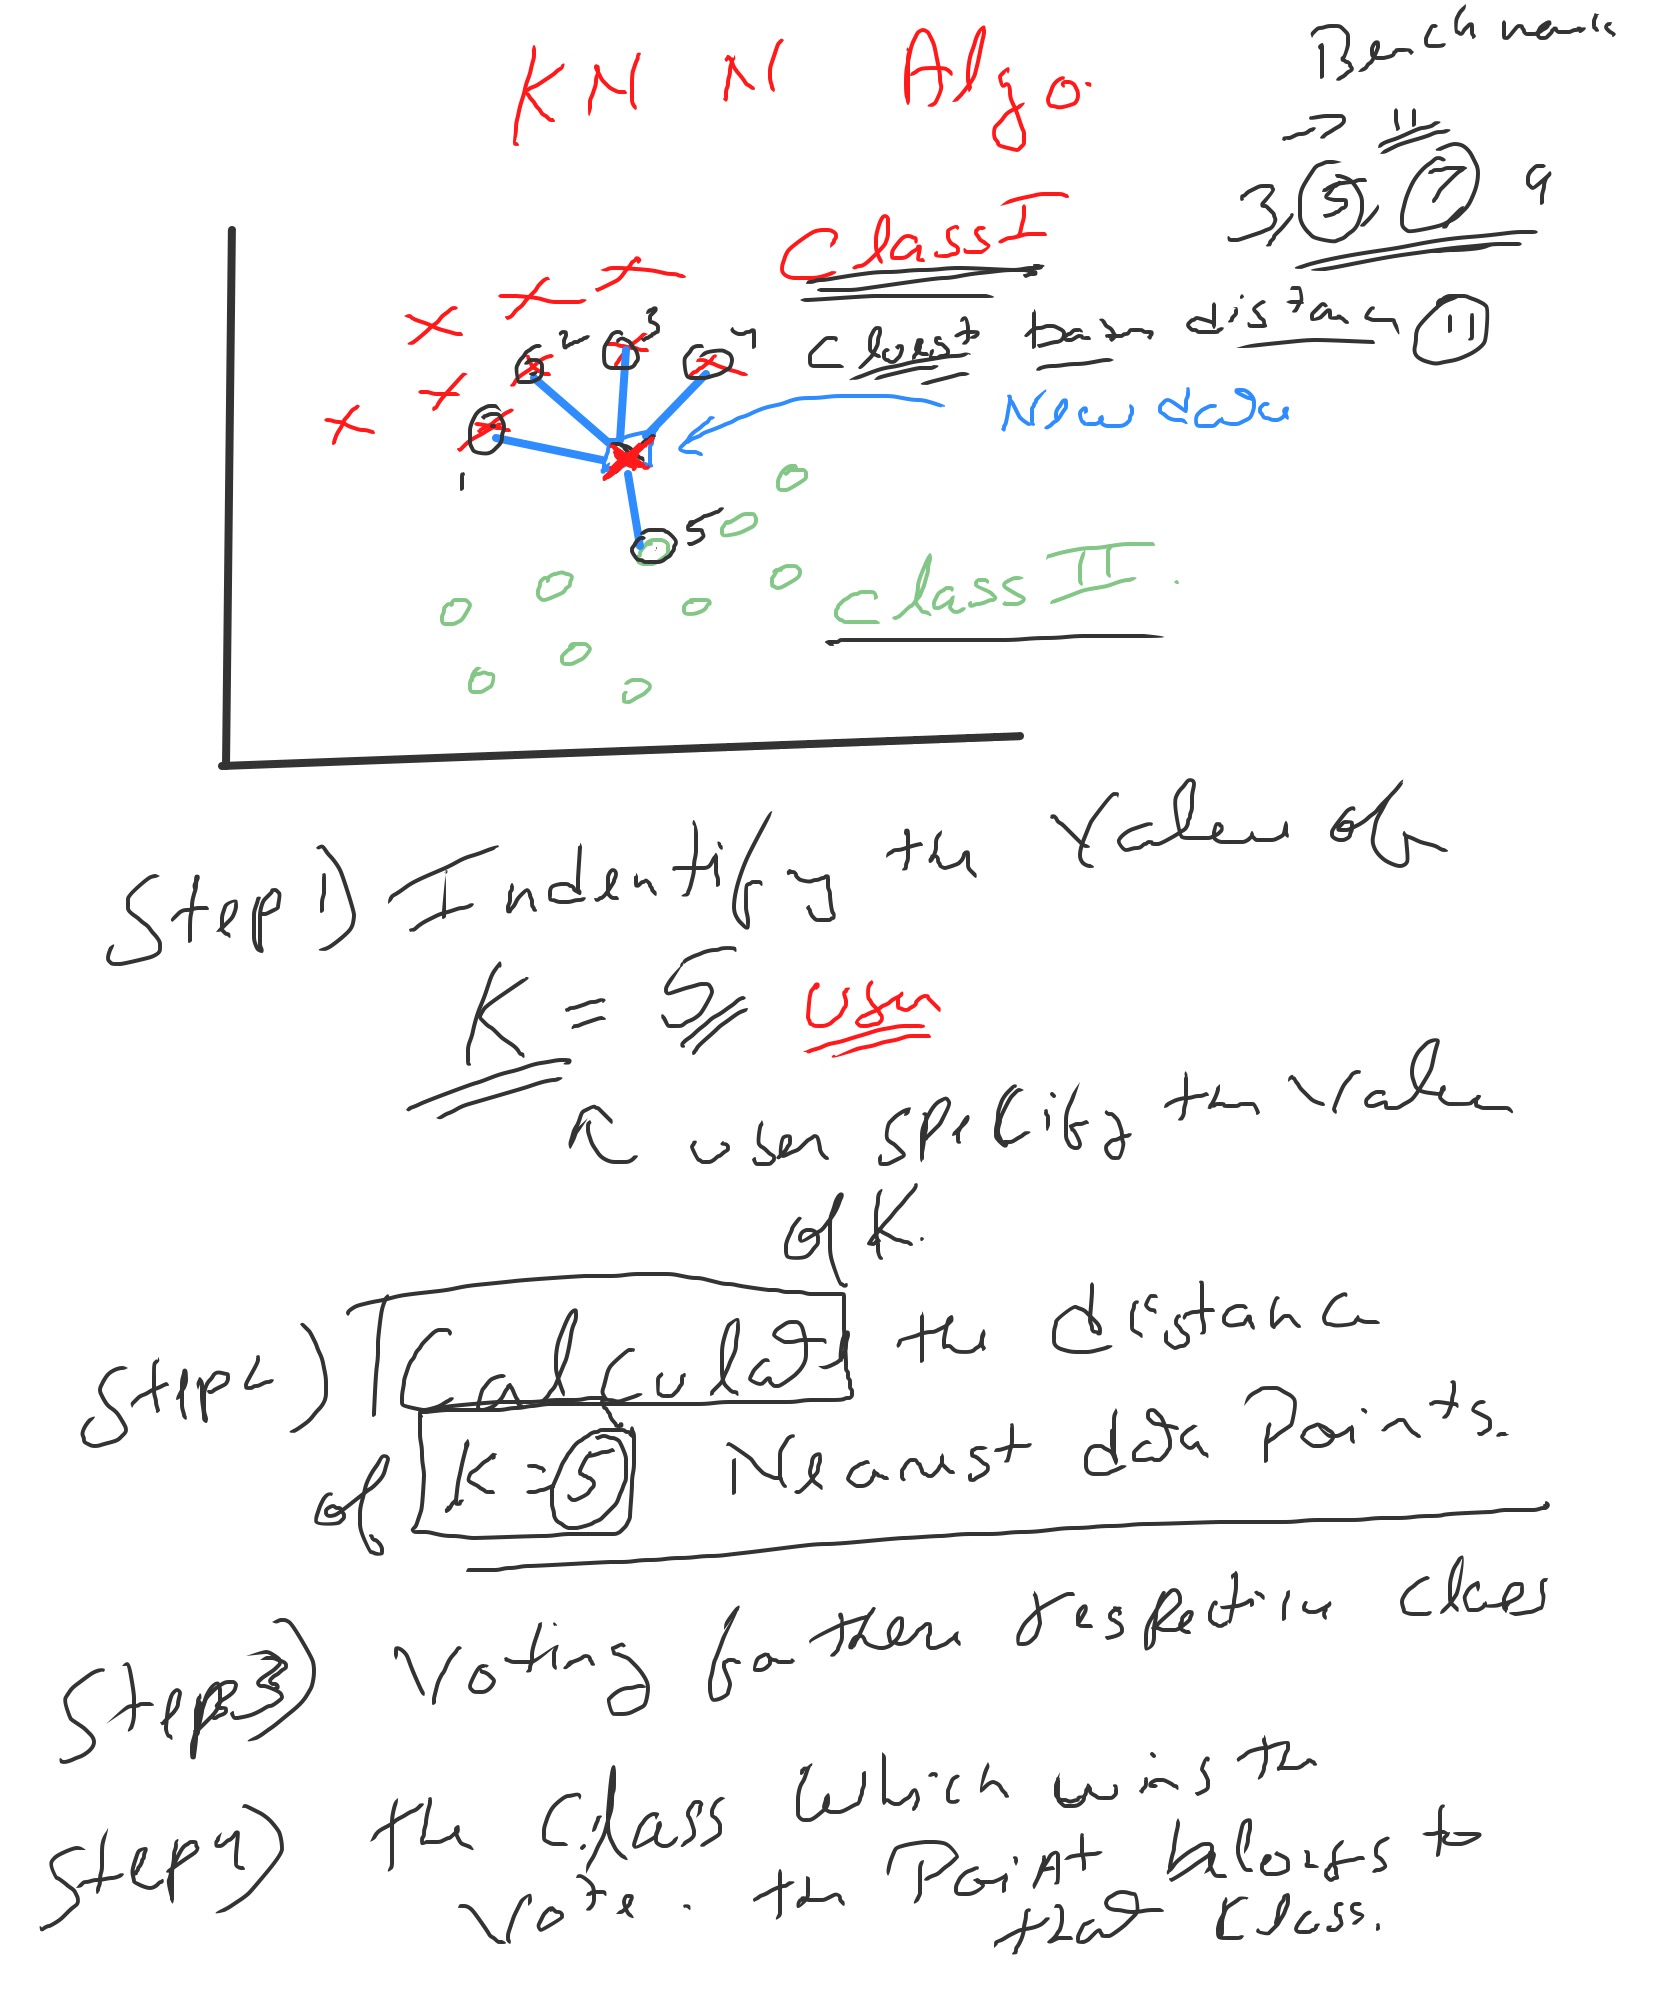 KNN Algo.
Bench mark
→ 11
3, 5, 7 9
Class I
Closest distance 11
New data
1
2
3
4
5
Class II.
Step 1) Indentify the Value of
K = 5 user
user specify the value
of K.
Step 2) Calculate the distance
of K = 5 Nearest data Points.
Step 3) Voting for there respective class
Step 4) the Class which wins the
vote. the Point belongs to
that class.